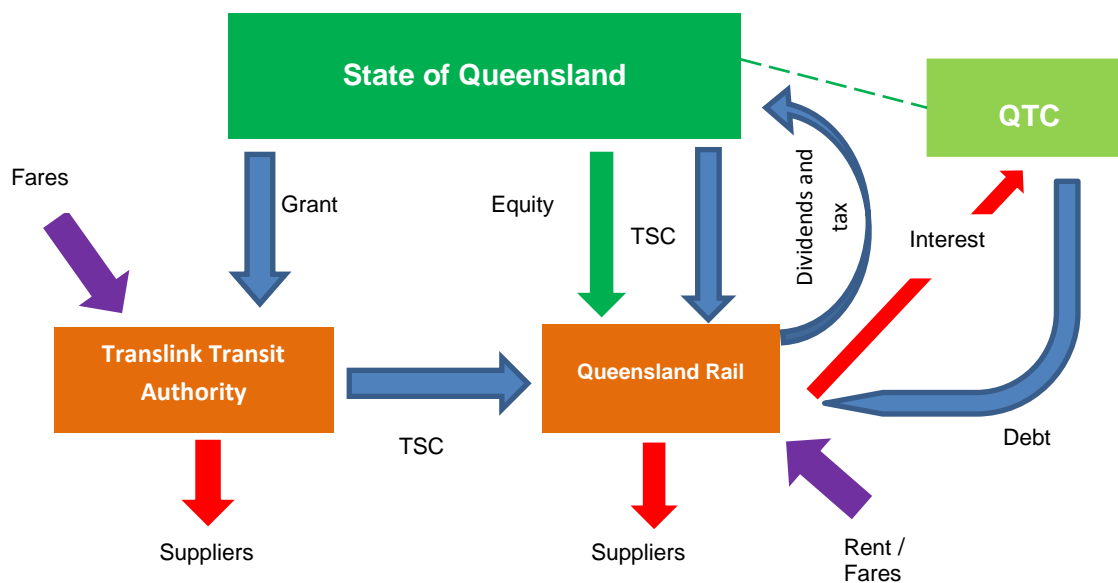 State of Queensland
QTC
Fares
Grant
Equity
TSC
Dividends and
tax
Interest
Translink Transit
Authority
Queensland Rail
TSC
Debt
Suppliers
Suppliers
Rent /
Fares